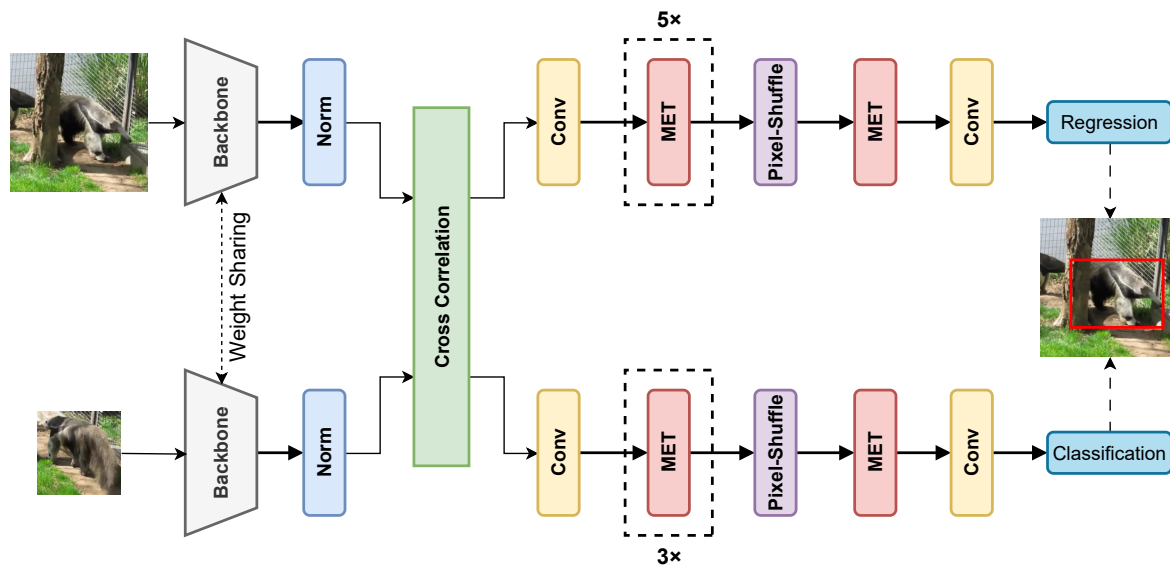 5×
Backbone
Norm
Conv
MET
Pixel-Shuffle
MET
Conv
Regression
Weight Sharing
Cross Correlation
Backbone
Norm
Conv
MET
Pixel-Shuffle
MET
Conv
Classification
3×